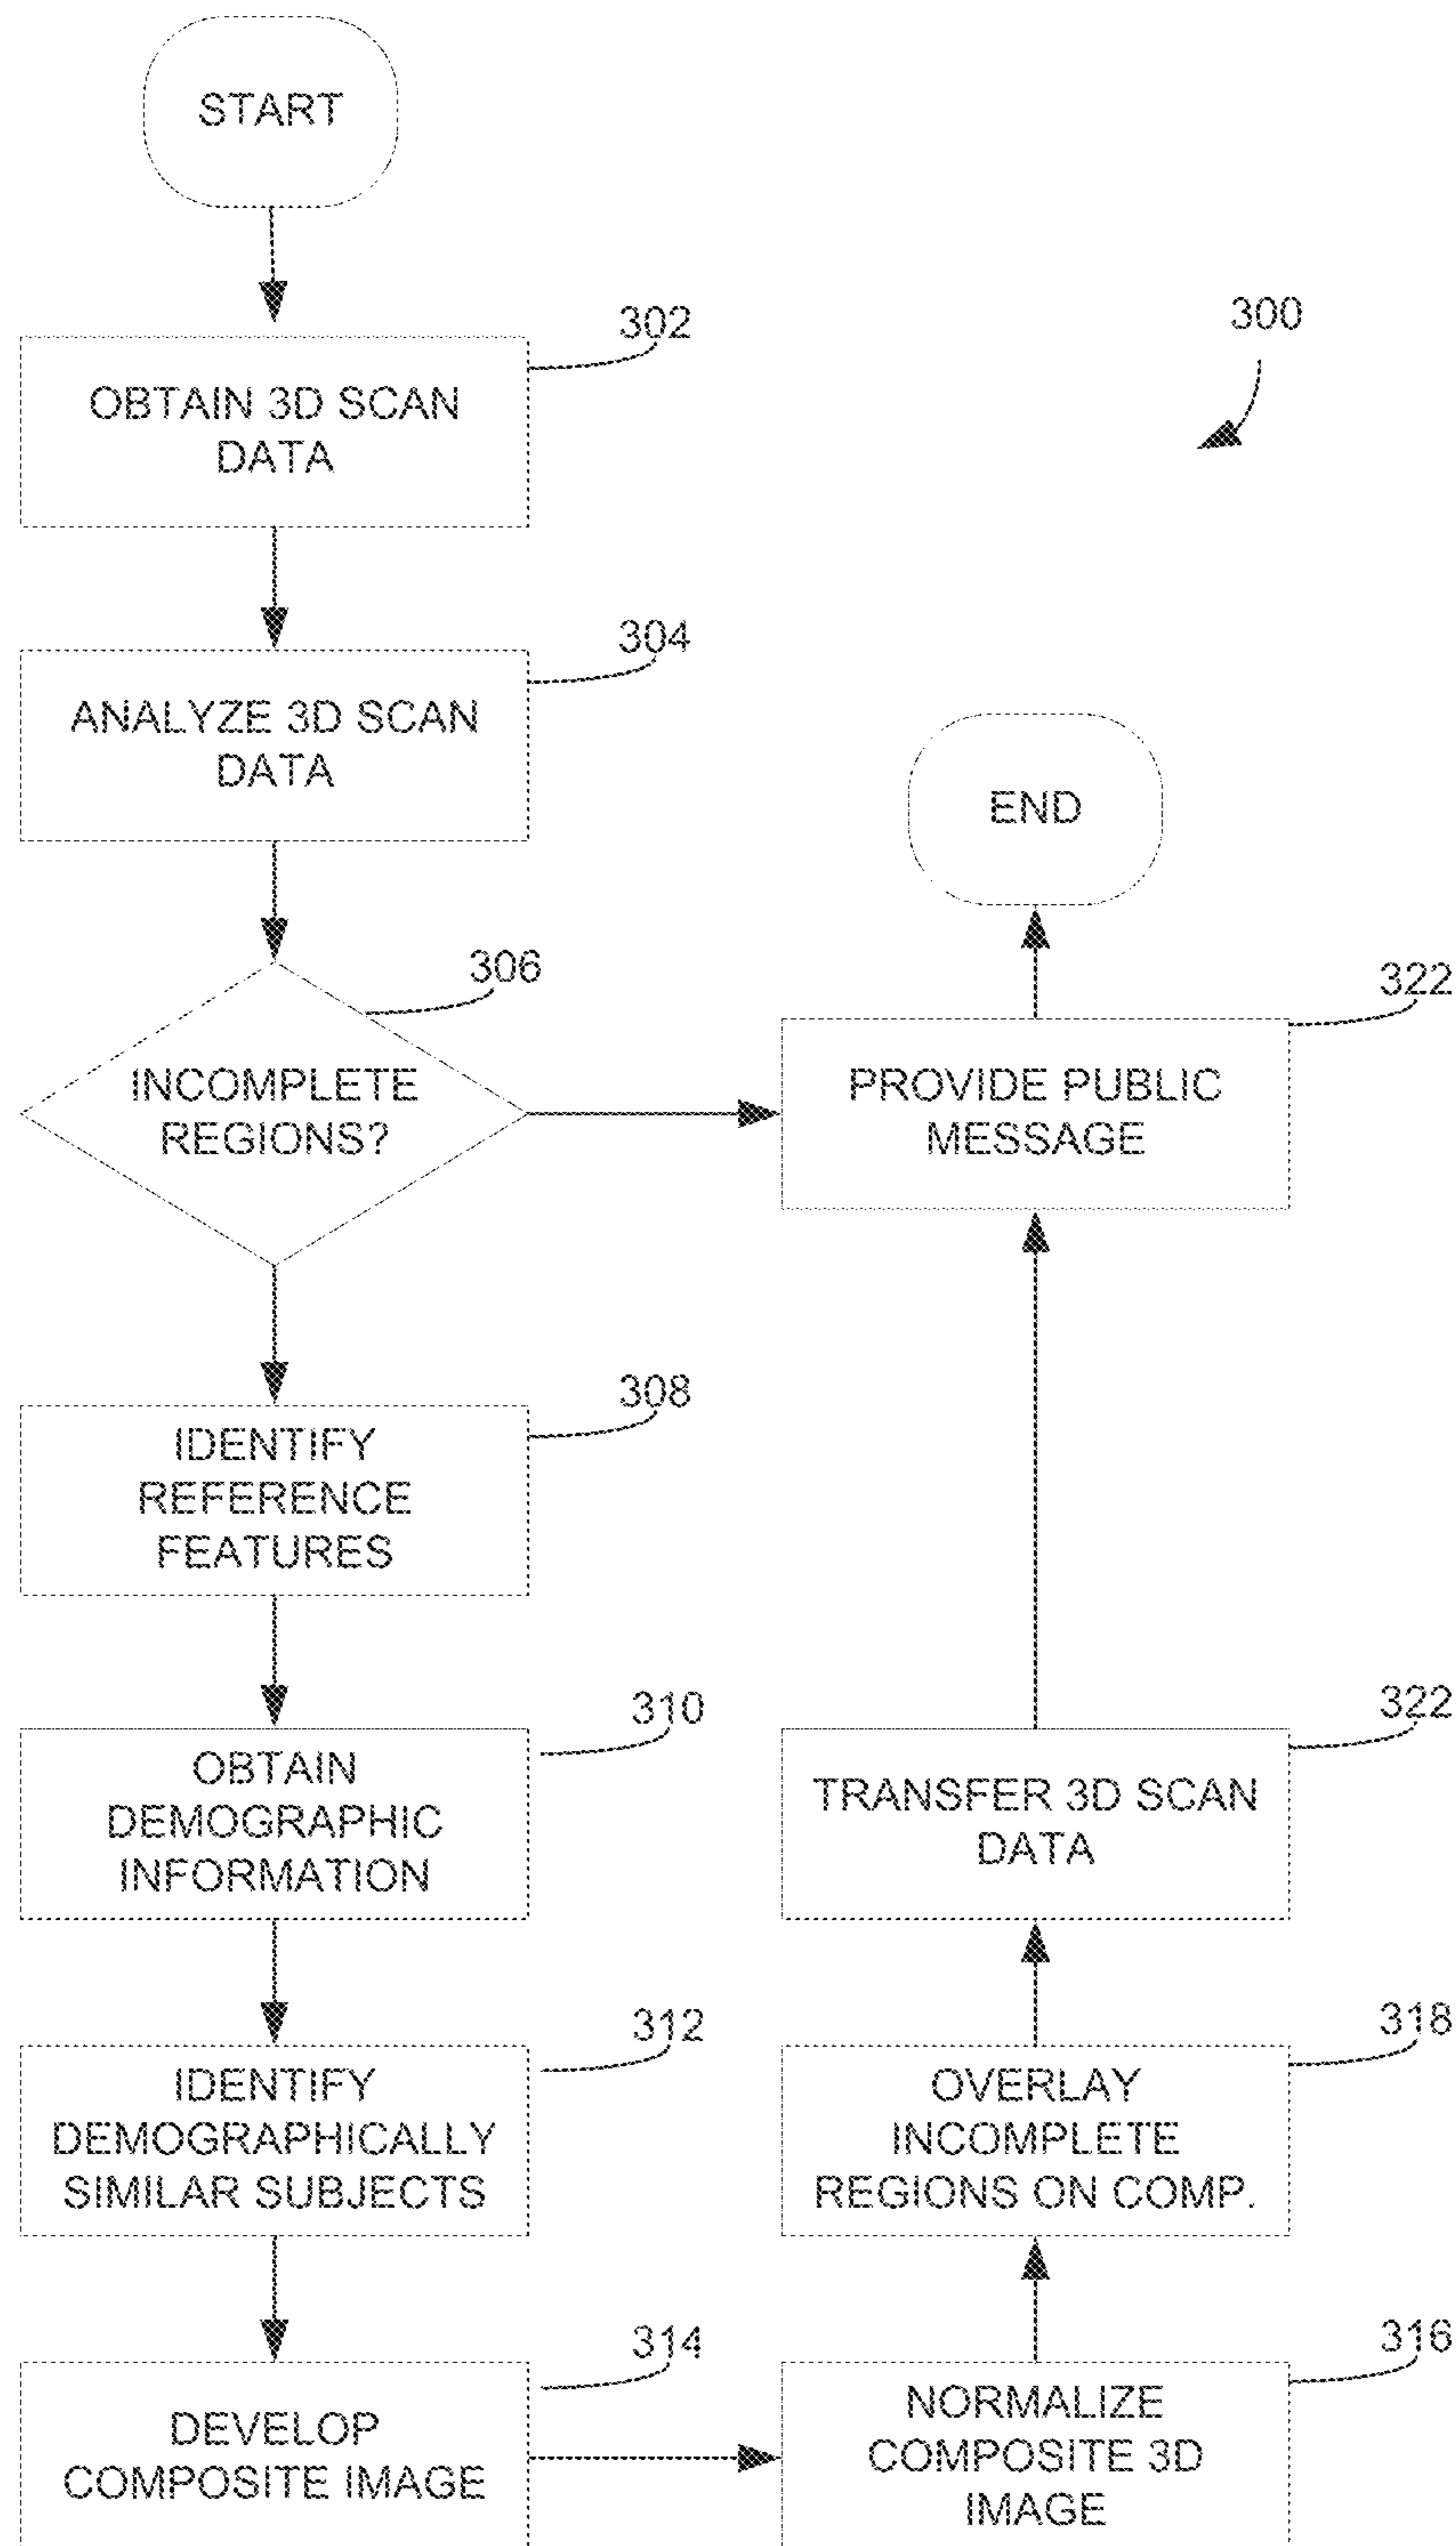 START
302
OBTAIN 3D SCAN
DATA
300
304
ANALYZE 3D SCAN
DATA
306
INCOMPLETE
REGIONS?
308
IDENTIFY
REFERENCE
FEATURES
310
OBTAIN
DEMOGRAPHIC
INFORMATION
312
IDENTIFY
DEMOGRAPHICALLY
SIMILAR SUBJECTS
314
DEVELOP
COMPOSITE IMAGE
316
NORMALIZE
COMPOSITE 3D
IMAGE
318
OVERLAY
INCOMPLETE
REGIONS ON COMP.
322
TRANSFER 3D SCAN
DATA
322
PROVIDE PUBLIC
MESSAGE
END